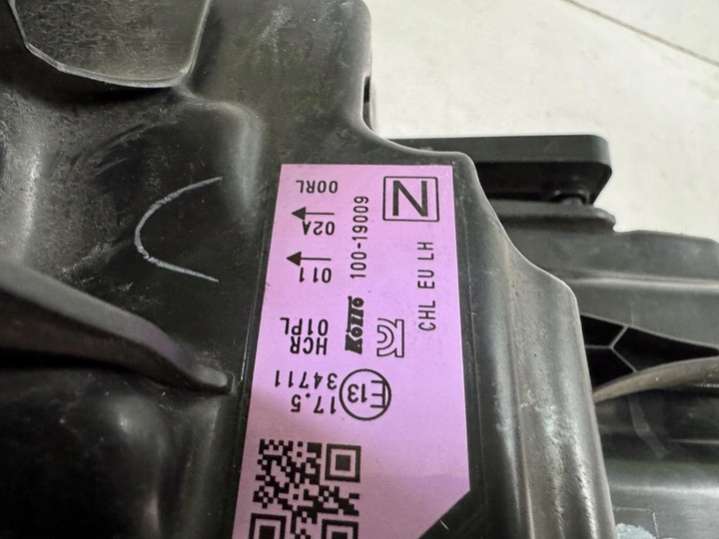 17.5
E13
34711
HCR
01PL
KOITO
011
02A
00RL
100-19009
CHL EU LH
N